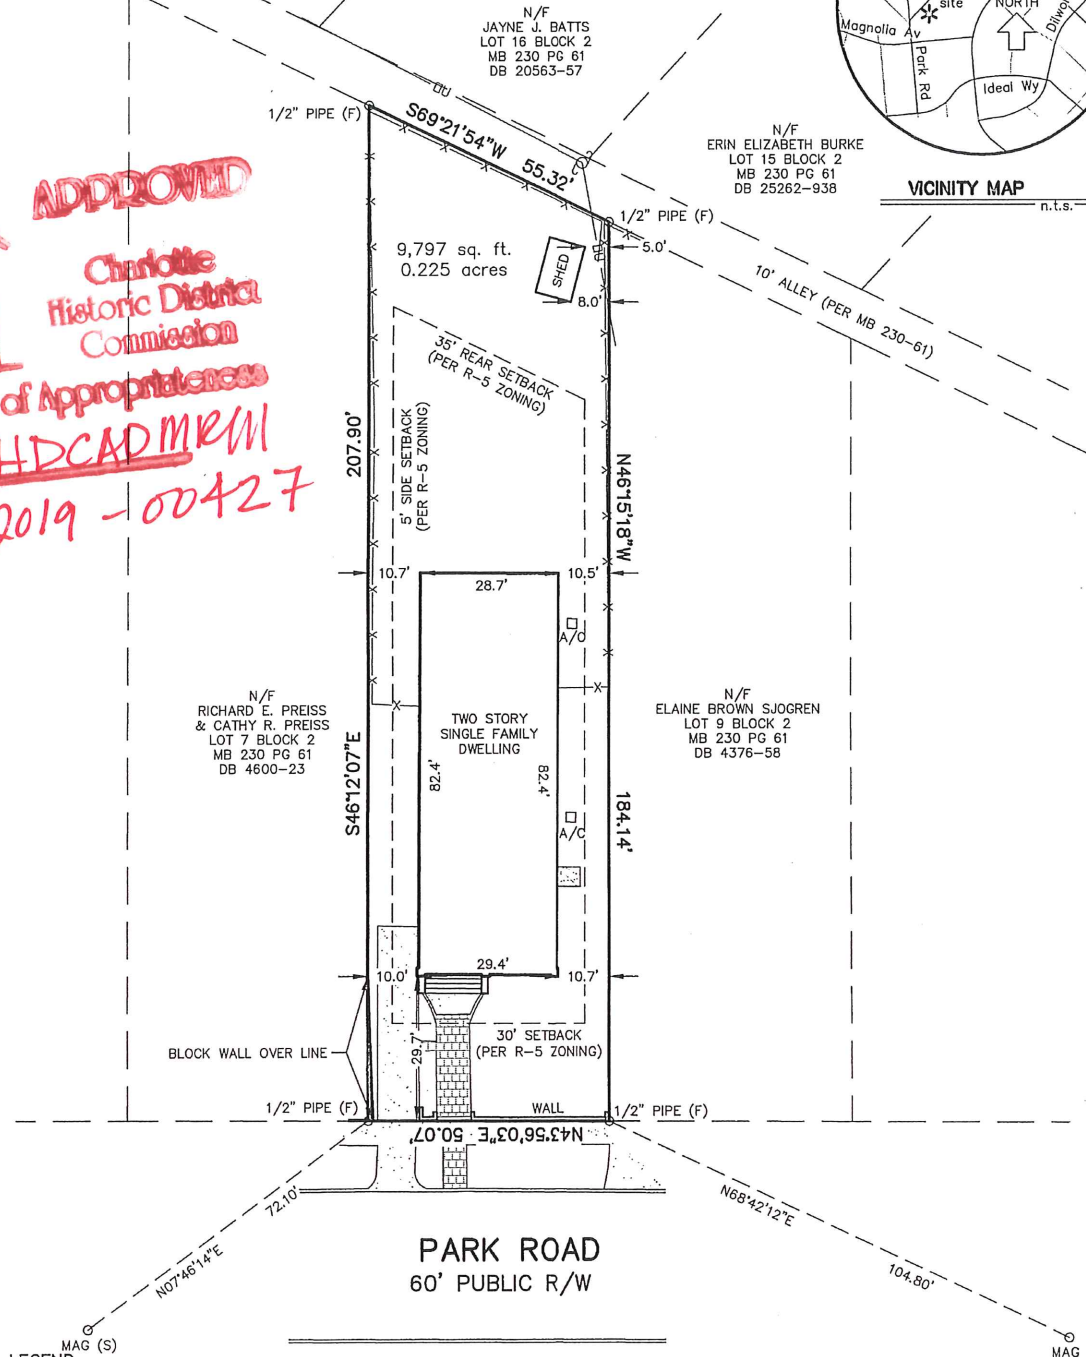 N/F
JAYNE J. BATTS
LOT 16 BLOCK 2
MB 230 PG 61
DB 20563-57
site
NORTH
Magnolia Av
Park Rd
Ideal Wy
VICINITY MAP
n.t.s.
N/F
ERIN ELIZABETH BURKE
LOT 15 BLOCK 2
MB 230 PG 61
DB 25262-938
1/2" PIPE (F)
S69°21'54"W 55.32'
1/2" PIPE (F)
APPROVED
Charlotte
Historic District
Commission
of Appropriateness
HDCADMRM
2019-00427
9,797 sq. ft.
0.225 acres
SHED
5.0'
8.0'
10' ALLEY (PER MB 230-61)
35' REAR SETBACK
(PER R-5 ZONING)
5' SIDE SETBACK
(PER R-5 ZONING)
207.90'
N46°15'18"W
10.7'
28.7'
10.5'
A/C
N/F
RICHARD E. PREISS
& CATHY R. PREISS
LOT 7 BLOCK 2
MB 230 PG 61
DB 4600-23
TWO STORY
SINGLE FAMILY
DWELLING
N/F
ELAINE BROWN SJOGREN
LOT 9 BLOCK 2
MB 230 PG 61
DB 4376-58
S46°12'07"E
82.4'
82.4'
184.14'
A/C
10.0'
29.4'
10.7'
29.7'
30' SETBACK
(PER R-5 ZONING)
BLOCK WALL OVER LINE
1/2" PIPE (F)
WALL
1/2" PIPE (F)
N43°56'03"E 50.07'
72.10'
N07°46'14"E
N68°42'12"E
104.80'
PARK ROAD
60' PUBLIC R/W
MAG (S)
MAG
LEGEND